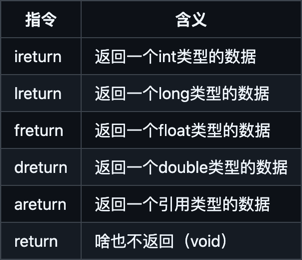 指令 含义
ireturn 返回一个int类型的数据
lreturn 返回一个long类型的数据
freturn 返回一个float类型的数据
dreturn 返回一个double类型的数据
areturn 返回一个引用类型的数据
return 啥也不返回（void）